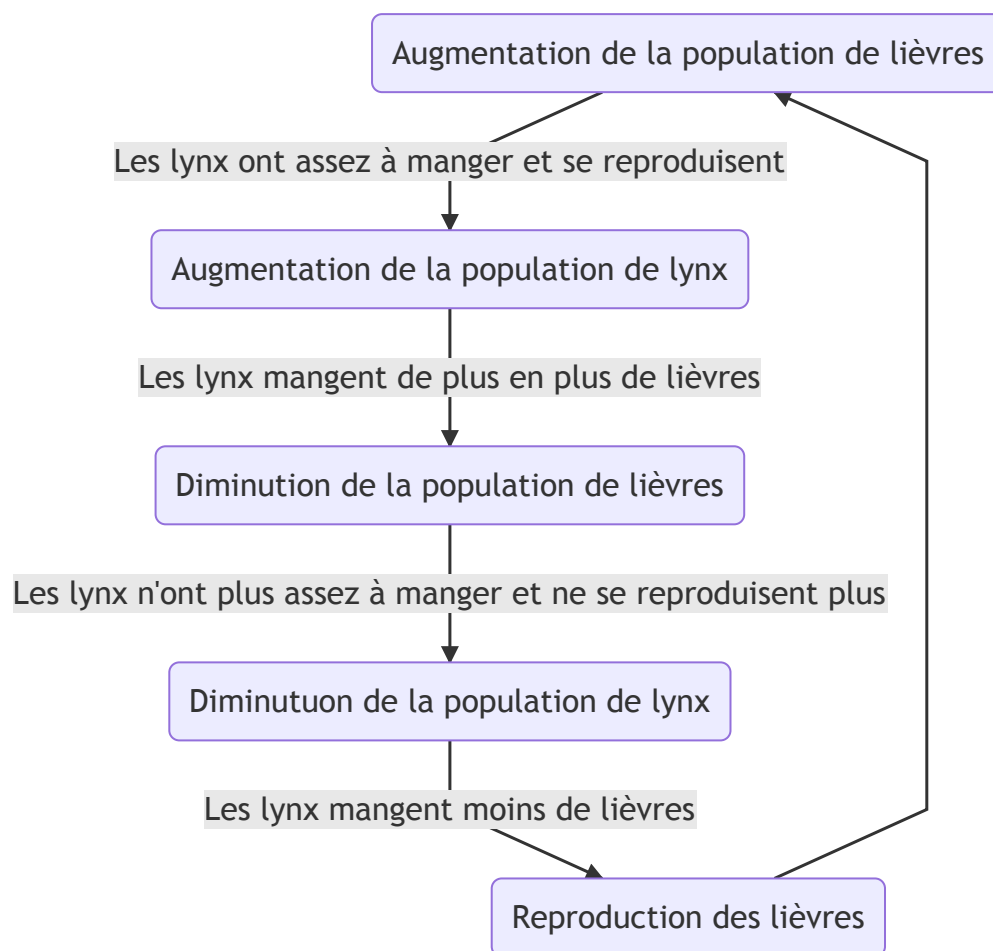 Augmentation de la population de lièvres
Les lynx ont assez à manger et se reproduisent
Augmentation de la population de lynx
Les lynx mangent de plus en plus de lièvres
Diminution de la population de lièvres
Les lynx n'ont plus assez à manger et ne se reproduisent plus
Diminutuon de la population de lynx
Les lynx mangent moins de lièvres
Reproduction des lièvres